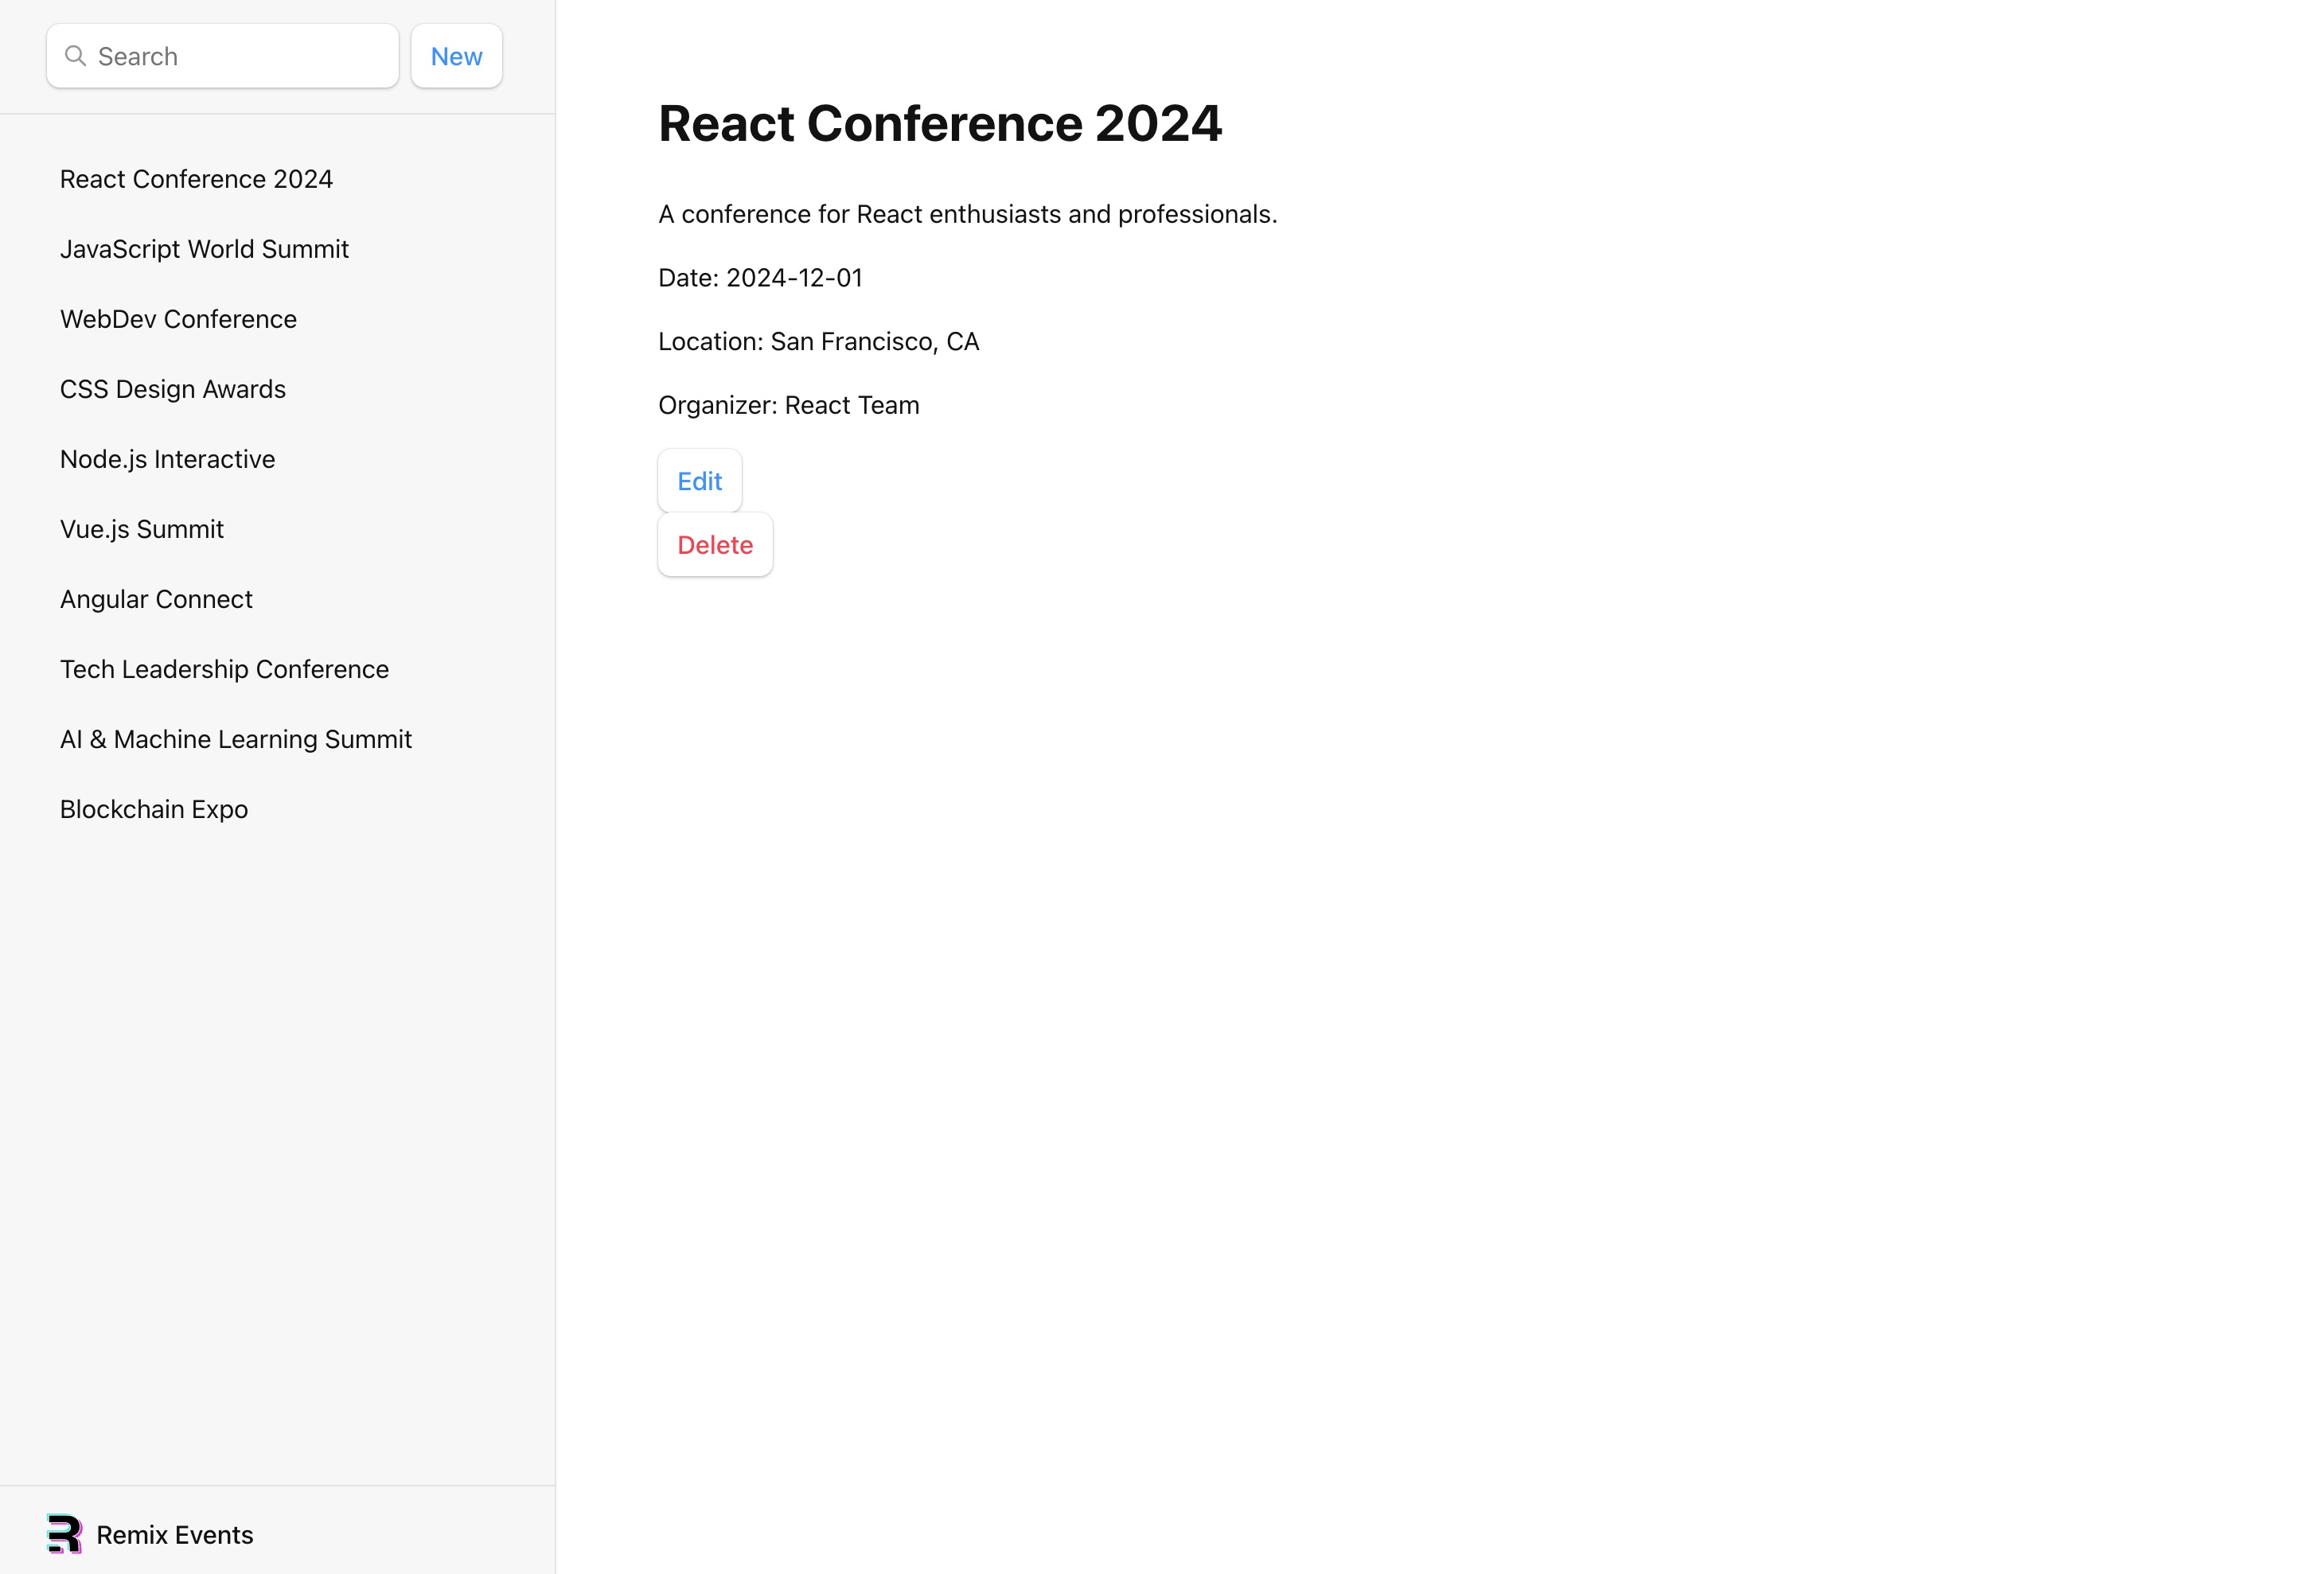 Search
New
React Conference 2024
JavaScript World Summit
WebDev Conference
CSS Design Awards
Node.js Interactive
Vue.js Summit
Angular Connect
Tech Leadership Conference
AI & Machine Learning Summit
Blockchain Expo
Remix Events
React Conference 2024
A conference for React enthusiasts and professionals.
Date: 2024-12-01
Location: San Francisco, CA
Organizer: React Team
Edit
Delete